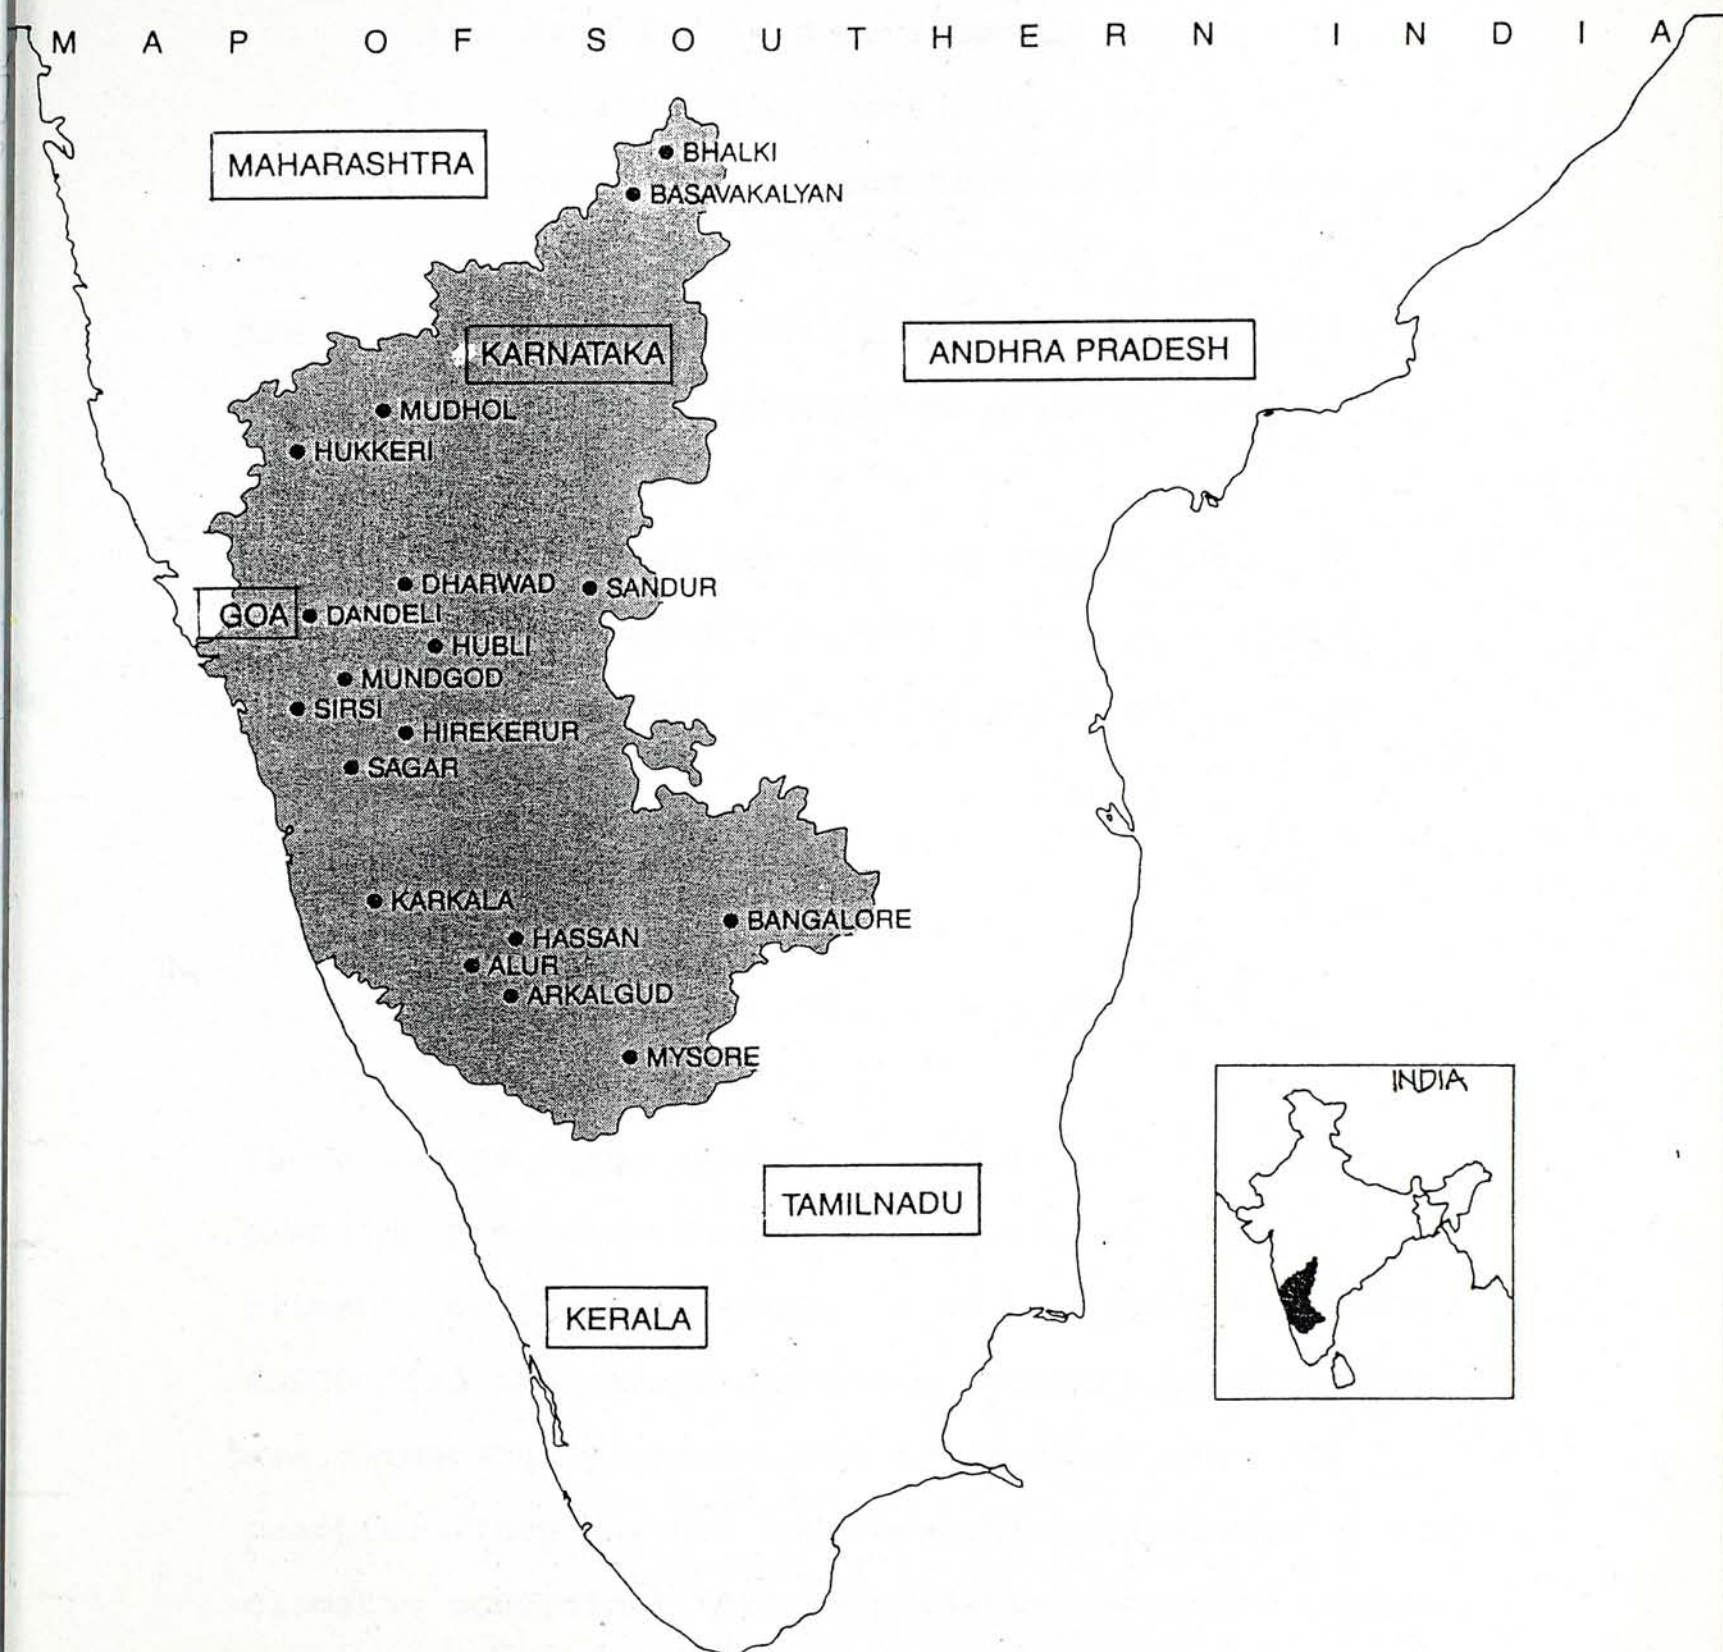 MAP OF SOUTHERN INDIA
MAHARASHTRA
BHALKI
BASAVAKALYAN
KARNATAKA
ANDHRA PRADESH
MUDHOL
HUKKERI
DHARWAD
SANDUR
GOA
DANDELI
HUBLI
MUNDGOD
SIRSI
HIREKERUR
SAGAR
KARKALA
BANGALORE
HASSAN
ALUR
ARKALGUD
MYSORE
INDIA
TAMILNADU
KERALA